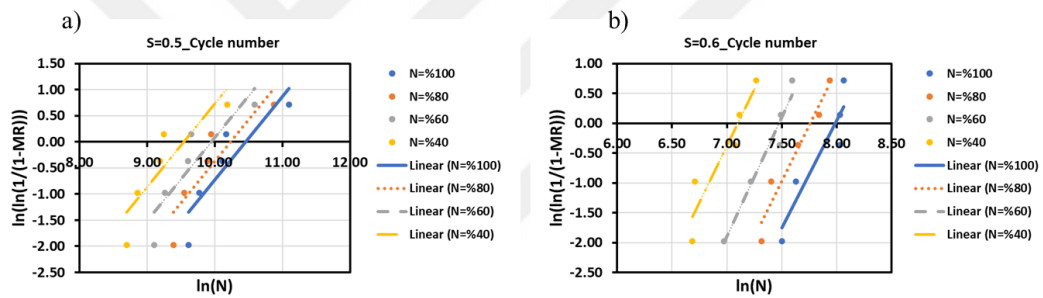 a)
S=0.5_Cycle number
ln(ln(1/(1-MR))))
1.50
1.00
0.50
0.00
-0.50
-1.00
-1.50
-2.00
-2.50
8.00 9.00 10.00 11.00 12.00
ln(N)
N=%100
N=%80
N=%60
N=%40
Linear (N=%100)
Linear (N=%80)
Linear (N=%60)
Linear (N=%40)
b)
S=0.6_Cycle number
ln(ln(1/(1-MR))))
1.00
0.50
0.00
-0.50
-1.00
-1.50
-2.00
-2.50
6.00 6.50 7.00 7.50 8.00 8.50
ln(N)
N=%100
N=%80
N=%60
N=%40
Linear (N=%100)
Linear (N=%80)
Linear (N=%60)
Linear (N=%40)